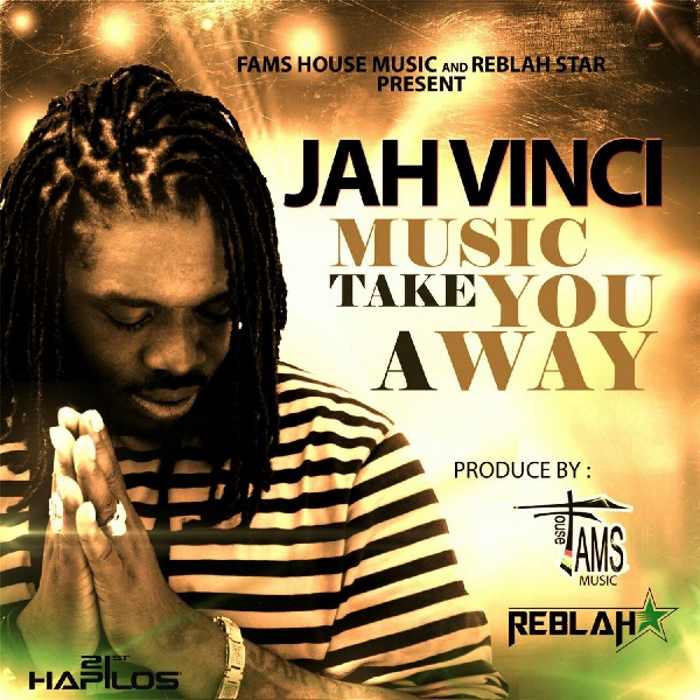 FAMS HOUSE MUSIC AND REBLAH STAR
PRESENT
JAH VINCI
MUSIC
TAKE YOU
AWAY
PRODUCE BY :
House
FAMS
MUSIC
REBLAH
21ST
HAPILOS